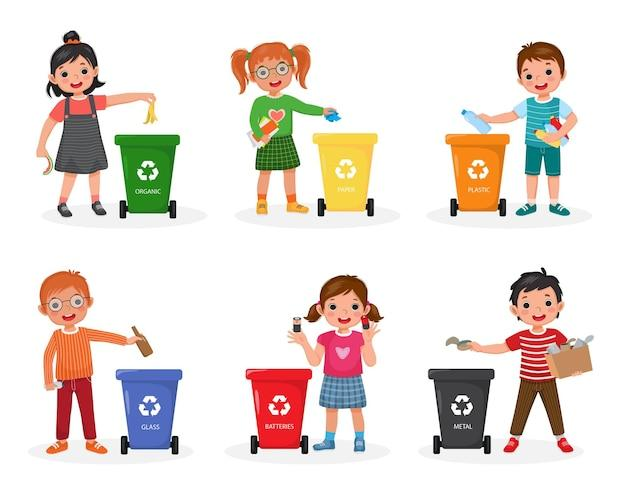 ORGANIC
PAPER
PLASTIC
GLASS
BATTERIES
METAL